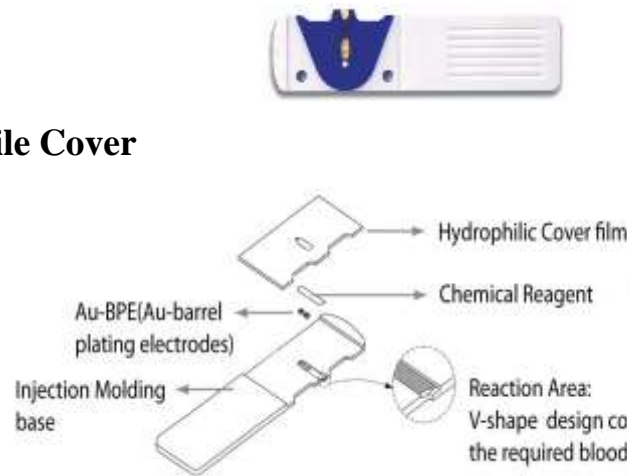 ile Cover
Hydrophilic Cover film
Chemical Reagent
Au-BPE(Au-barrel
plating electrodes)
Injection Molding
base
Reaction Area:
V-shape design co
the required blood